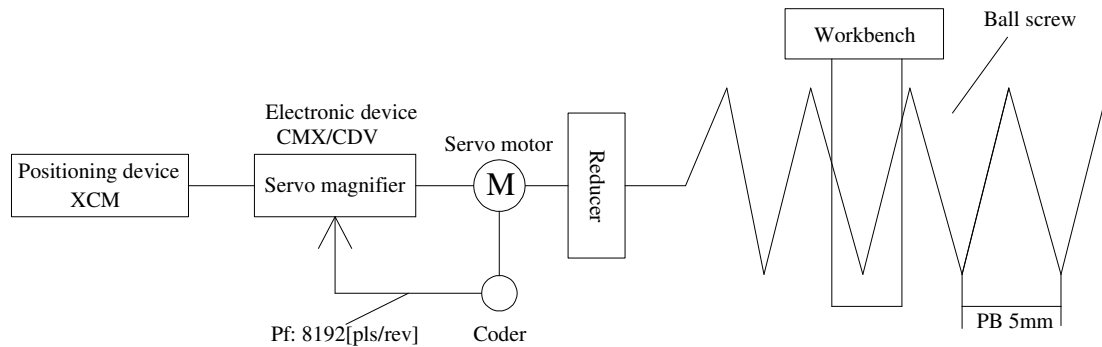 Workbench
Ball screw
Electronic device
CMX/CDV
Servo motor
Reducer
Positioning device
XCM
Servo magnifier
M
Pf: 8192[pls/rev]
Coder
PB 5mm